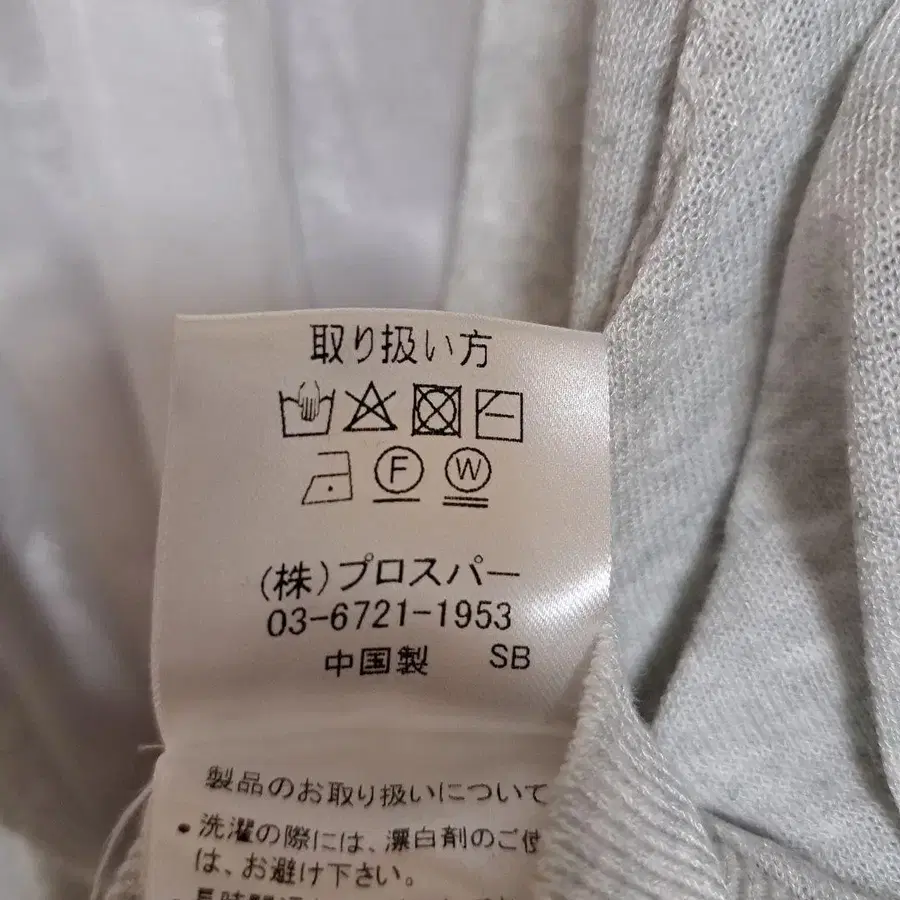 取り扱い方
F W
(株)プロスパー
03-6721-1953
中国製 SB
製品のお取り扱いについて
・洗濯の際には、漂白剤のご使
は、お避け下さい。